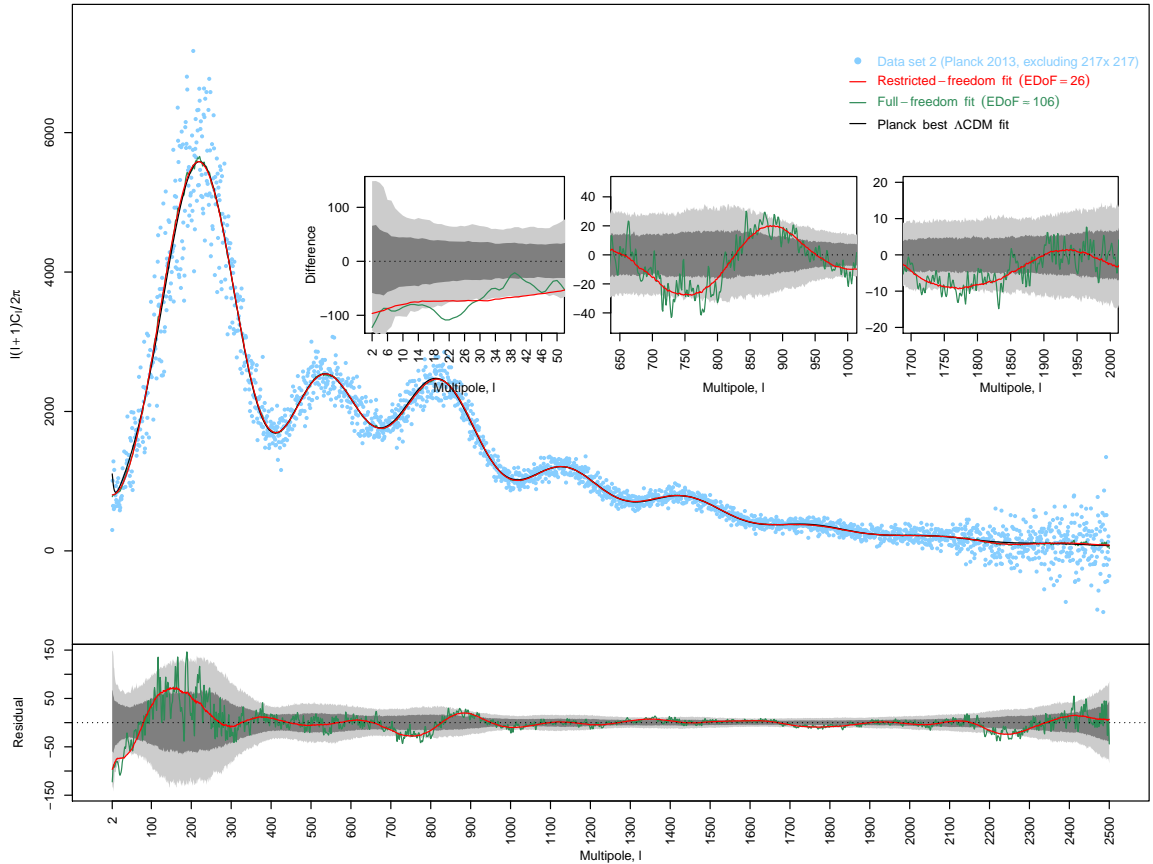 Data set 2 (Planck 2013, excluding 217x 217)
Restricted−freedom fit (EDoF = 26)
Full−freedom fit (EDoF = 106)
Planck best ΛCDM fit
l(l + 1)Cl/2π
6000
4000
2000
0
Difference
100
0
−100
2 6 10 14 18 22 26 30 34 38 42 46 50
Multipole, l
40
20
0
−20
−40
650 700 750 800 850 900 950 1000
Multipole, l
20
10
0
−10
−20
1700 1750 1800 1850 1900 1950 2000
Multipole, l
Residual
150
50
−50
−150
2 100 200 300 400 500 600 700 800 900 1000 1100 1200 1300 1400 1500 1600 1700 1800 1900 2000 2100 2200 2300 2400 2500
Multipole, l